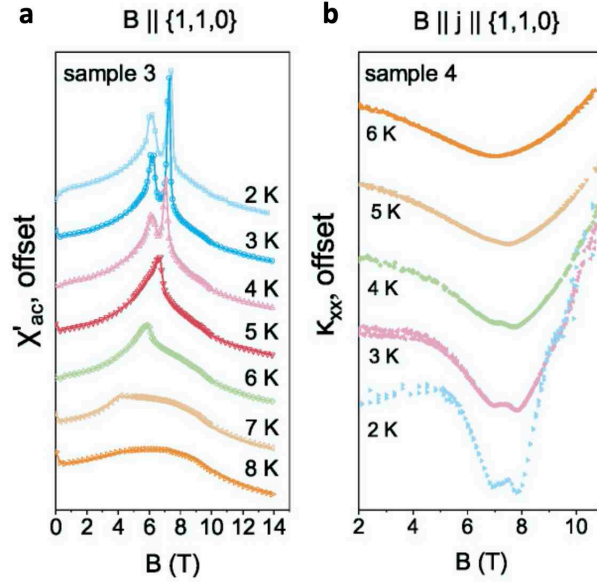 a
B || {1,1,0}
sample 3
2 K
3 K
4 K
5 K
6 K
7 K
8 K
χ'ac, offset
0 2 4 6 8 10 12 14
B (T)
b
B || j || {1,1,0}
sample 4
6 K
5 K
4 K
3 K
2 K
κxx, offset
2 4 6 8 10
B (T)